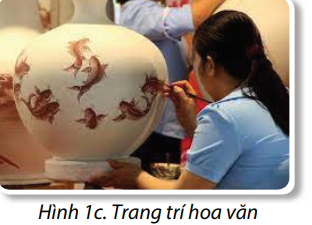 Hình 1c. Trang trí hoa văn